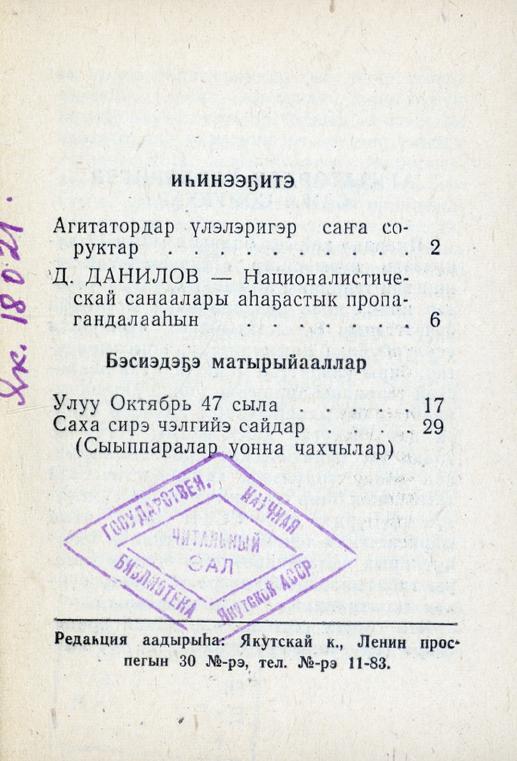 ИҺИНЭЭҔИТЭ
Агитатордар үлэлэригэр саҥа со-
руктар . . . . . . . . . . 2
Д. ДАНИЛОВ — Националистиче-
скай санаалары аһаҕастык пропа-
гандалааһын . . . . . . . 6
Бэсиэдэҕэ матырыйааллар
Улуу Октябрь 47 сыла . . . . 17
Саха сирэ чэлгийэ сайдар . . . . 29
(Сыыппаралар уонна чахчылар)
ГОСУДАРСТВЕН. НАУЧНАЯ
ЧИТАЛЬНЫЙ
ЗАЛ
БИБЛИОТЕКА Якутской АССР
Редакция аадырыһа: Якутскай к., Ленин прос-
пегын 30 №-рэ, тел. №-рэ 11-83.
Як. 18021.